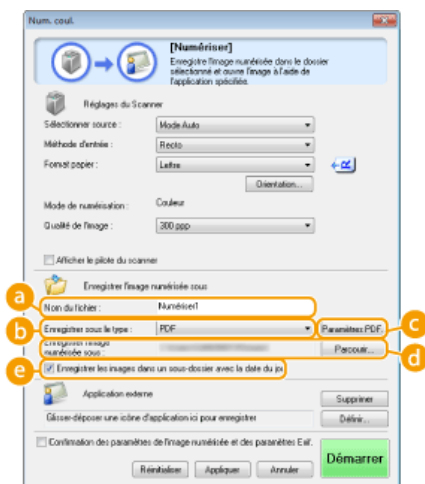 Num. coul.
[Numériser]
Enregistre l'image numérisée dans le dossier
sélectionné et ouvre l'image à l'aide de
l'application spécifiée.
Réglages du Scanner
Sélectionner source : Mode Auto
Méthode d'entrée : Recto
Format papier : Lettre
Orientation...
Mode de numérisation : Couleur
Qualité de l'image : 300 ppp
Afficher le pilote du scanner
Enregistrer l'image numérisée sous
a
Nom du fichier : Numériser1
b Enregistrer sous le type : PDF Paramètres PDF. c
Enregistrer l'image
numérisée sous : Parcourir... d
e Enregistrer les images dans un sous-dossier avec la date du jo
Application externe Supprimer
Glisser-déposer une icône d'application ici pour enregistrer Définir...
Confirmation des paramètres de l'image numérisée et des paramètres Exif.
Réinitialiser Appliquer Annuler Démarrer